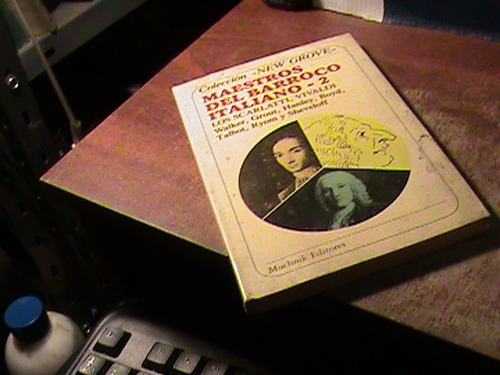 Colección -NEW GROVE-
MAESTROS
DEL BARROCO
ITALIANO - 2
LOS SCARLATTI, VIVALDI
Walker, Grout, Hanley, Boyd,
Talbot, Ryom y Sheveloff
Muchnik Editores